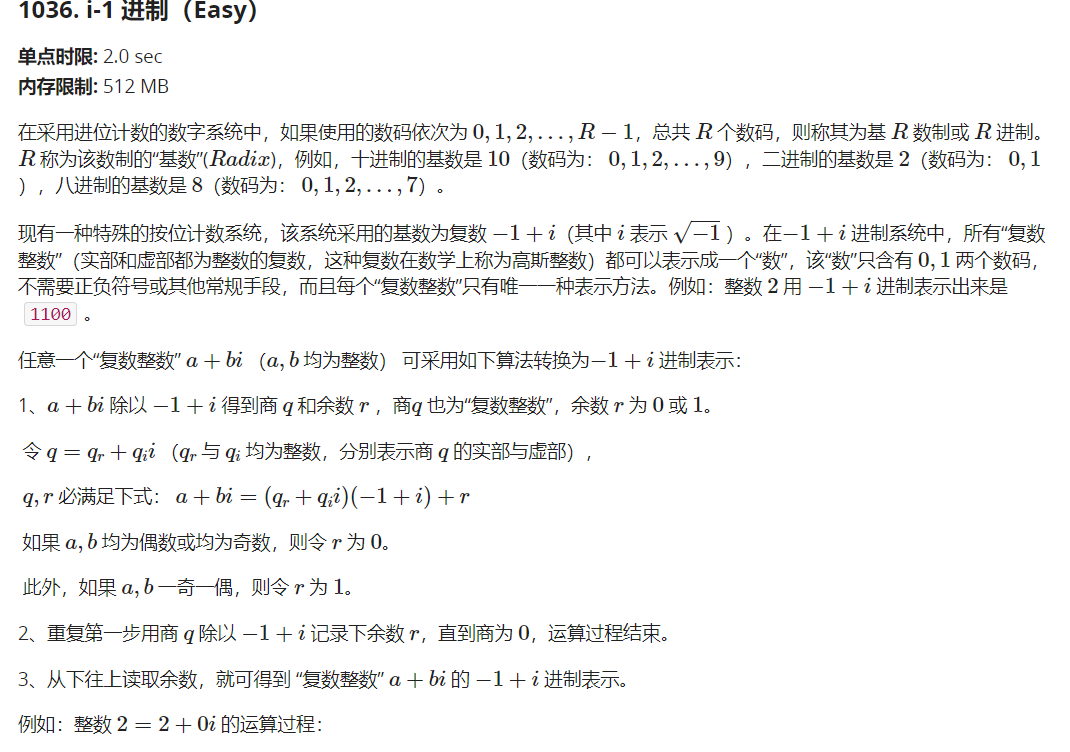 1036. i-1 进制（Easy）
单点时限: 2.0 sec
内存限制: 512 MB
在采用进位计数的数字系统中，如果使用的数码依次为 0, 1, 2, . . . , R − 1，总共 R 个数码，则称其为基 R 数制或 R 进制。
R 称为该数制的“基数”(Radix)，例如，十进制的基数是 10（数码为： 0, 1, 2, . . . , 9），二进制的基数是 2（数码为： 0, 1
），八进制的基数是 8（数码为： 0, 1, 2, . . . , 7）。
现有一种特殊的按位计数系统，该系统采用的基数为复数 −1 + i（其中 i 表示 √−1 ）。在−1 + i 进制系统中，所有“复数
整数”（实部和虚部都为整数的复数，这种复数在数学上称为高斯整数）都可以表示成一个“数”，该“数”只含有 0, 1 两个数码，
不需要正负符号或其他常规手段，而且每个“复数整数”只有唯一一种表示方法。例如：整数 2 用 −1 + i 进制表示出来是
1100 。
任意一个“复数整数” a + bi （a, b 均为整数） 可采用如下算法转换为−1 + i 进制表示：
1、a + bi 除以 −1 + i 得到商 q 和余数 r ，商q 也为“复数整数”，余数 r 为 0 或 1。
令 q = qr + qii （qr 与 qi 均为整数，分别表示商 q 的实部与虚部），
q, r 必满足下式： a + bi = (qr + qii)(−1 + i) + r
如果 a, b 均为偶数或均为奇数，则令 r 为 0。
此外，如果 a, b 一奇一偶，则令 r 为 1。
2、重复第一步用商 q 除以 −1 + i 记录下余数 r，直到商为 0，运算过程结束。
3、从下往上读取余数，就可得到 “复数整数” a + bi 的 −1 + i 进制表示。
例如：整数 2 = 2 + 0i 的运算过程：